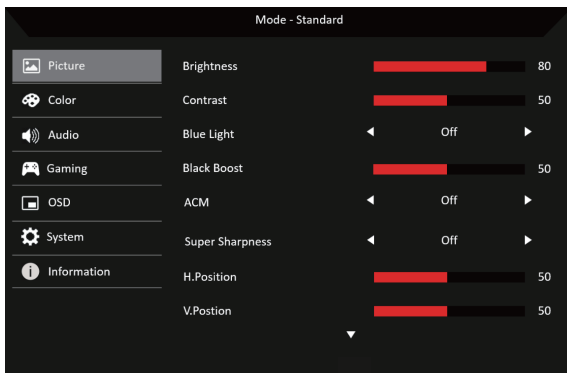 Mode - Standard
Picture
Brightness 80
Color
Contrast 50
Audio
Blue Light Off
Gaming
Black Boost 50
OSD
ACM Off
System
Super Sharpness Off
Information
H.Position 50
V.Postion 50